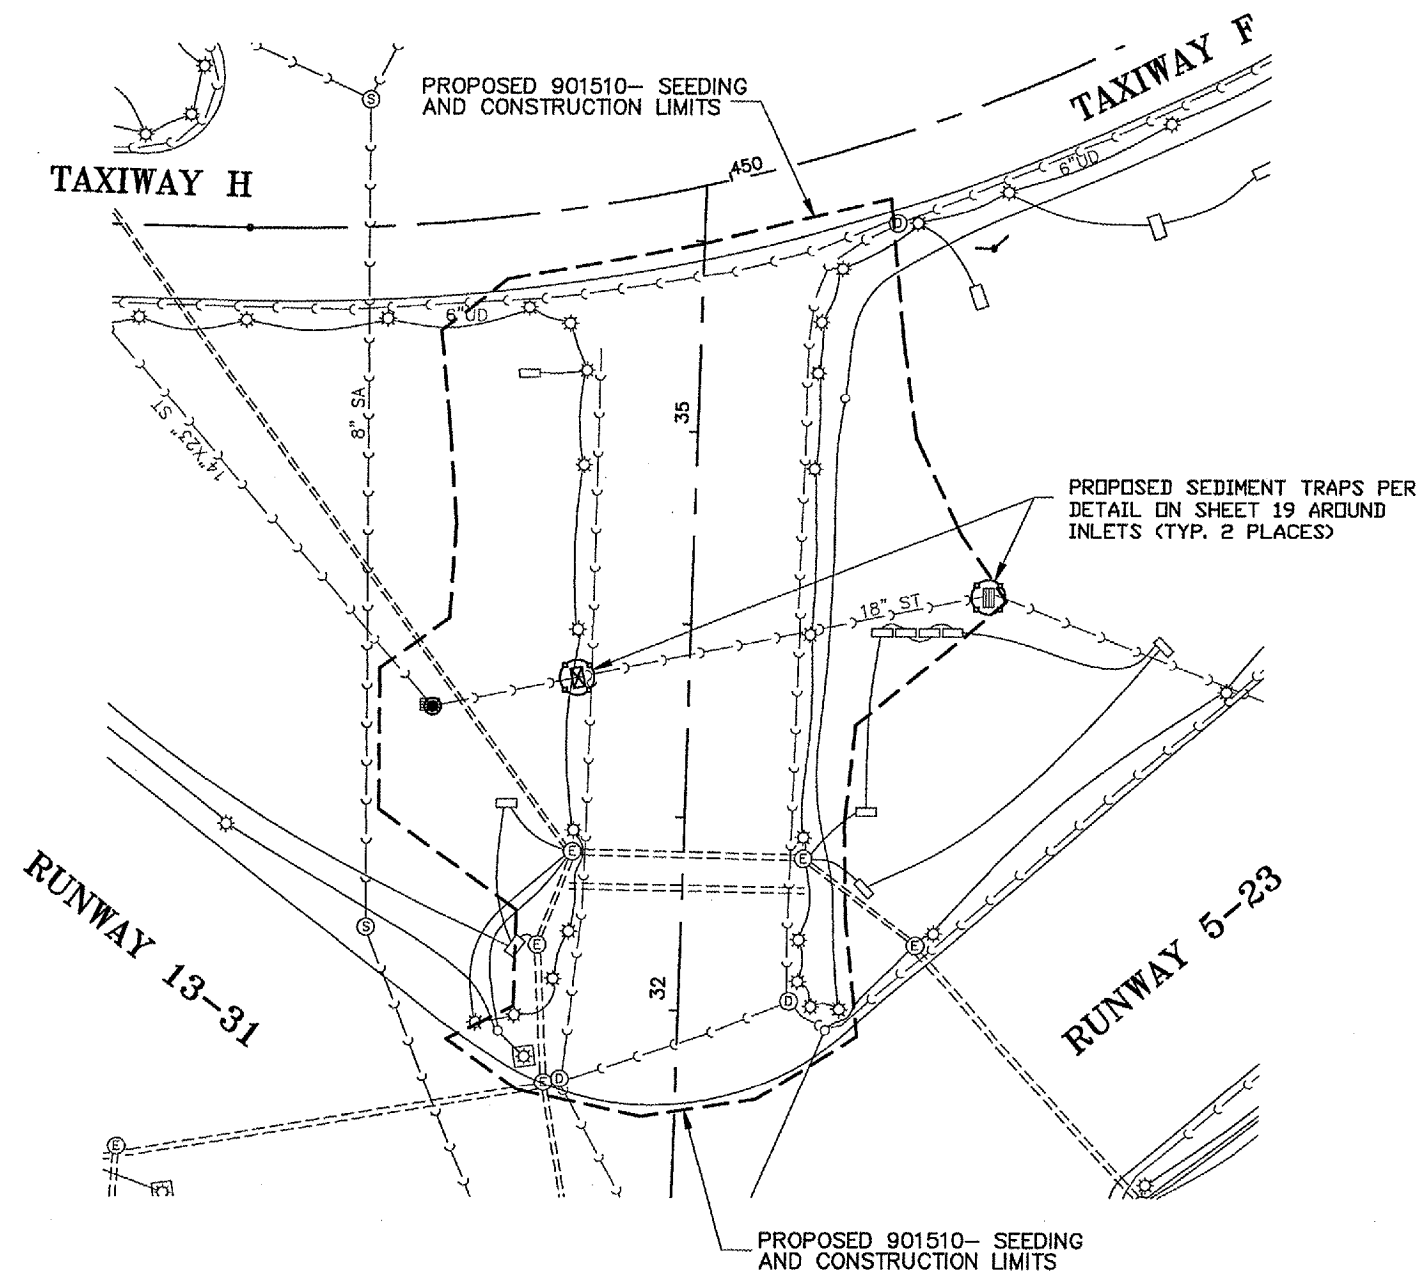 TAXIWAY F
PROPOSED 901510- SEEDING
AND CONSTRUCTION LIMITS
S
450
6"UD
TAXIWAY H
D
6"UD
8" SA
14"X23" ST
35
PROPOSED SEDIMENT TRAPS PER
DETAIL ON SHEET 19 AROUND
INLETS (TYP. 2 PLACES)
18" ST
E
E
RUNWAY 13-31
RUNWAY 5-23
S
E
E
32
D
E
D
E
PROPOSED 901510- SEEDING
AND CONSTRUCTION LIMITS